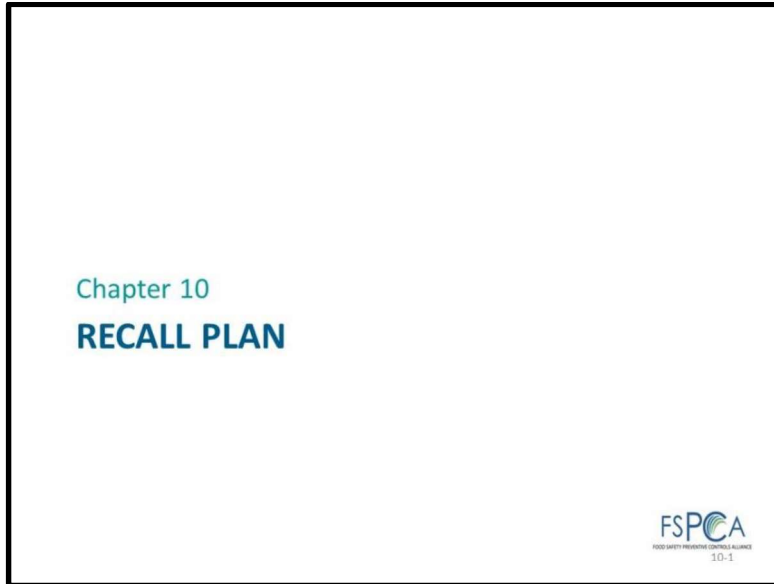 Chapter 10
RECALL PLAN
FSPCA
FOOD SAFETY PREVENTIVE CONTROLS ALLIANCE
10-1